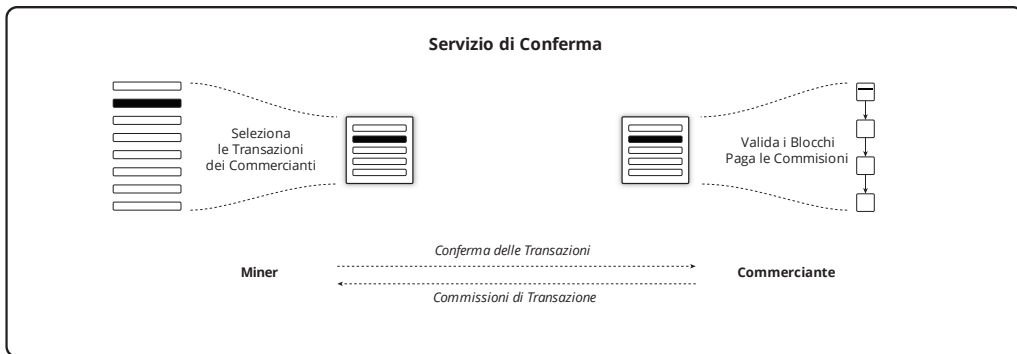 Servizio di Conferma
Seleziona
le Transazioni
dei Commercianti
Valida i Blocchi
Paga le Commisioni
Conferma delle Transazioni
Miner
Commerciante
Commissioni di Transazione